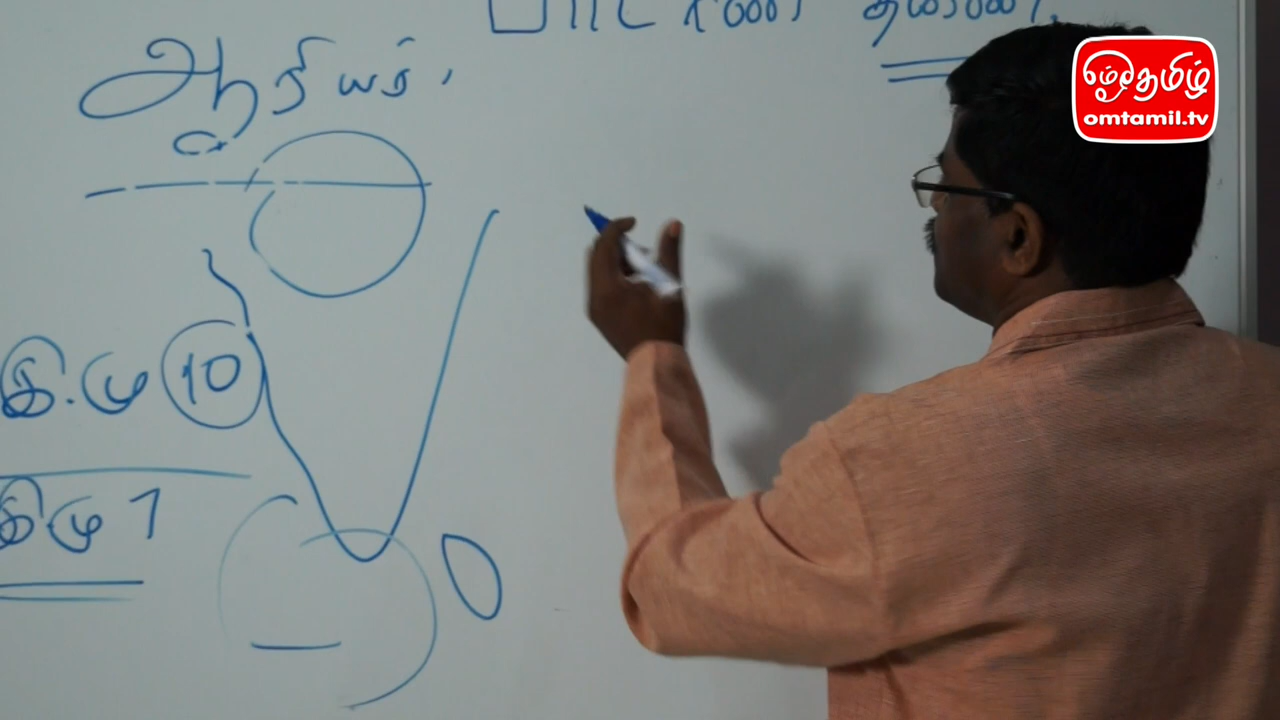 ஆரியர்,
கி.மு 10
கி.மு 7
ஓம்தமிழ்
omtamil.tv